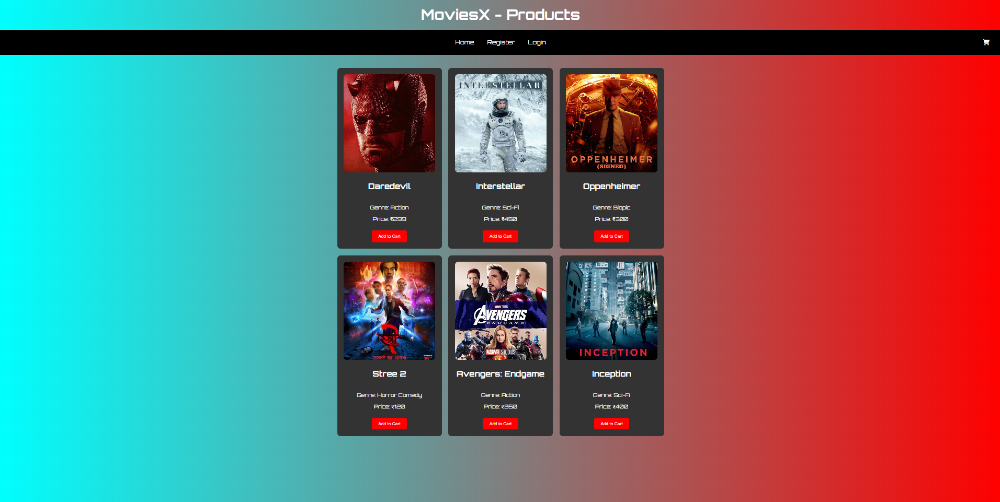 MoviesX - Products
Home Register Login
INTERSTELLAR
OPPENHEIMER
(SIGNED)
Daredevil Interstellar Oppenheimer
Genre: Action Genre: Sci-Fi Genre: Biopic
Price: ₹299 Price: ₹450 Price: ₹300
Add to Cart Add to Cart Add to Cart
स्त्री
सरकटे का आतंक
15TH
MARVEL STUDIOS
AVENGERS
ENDGAME
MARVEL STUDIOS
INCEPTION
Stree 2 Avengers: Endgame Inception
Genre: Horror Comedy Genre: Action Genre: Sci-Fi
Price: ₹120 Price: ₹350 Price: ₹400
Add to Cart Add to Cart Add to Cart